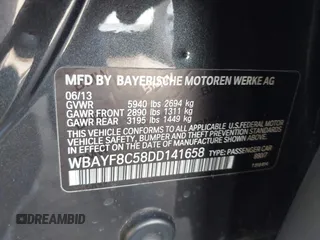 MFD BY BAYERISCHE MOTOREN WERKE AG
06/13
GVWR 5940 lbs 2694 kg
GAWR FRONT 2890 lbs 1311 kg
GAWR REAR 3195 lbs 1449 kg
THIS VEHICLE CONFORMS TO ALL APPLICABLE U.S. FEDERAL
MOTOR VEHICLE SAFETY, BUMPER, AND THEFT PREVENTION
STANDARDS IN EFFECT ON THE DATE OF MANUFACTURE SHOWN ABOVE.
WBAYF8C58DD141658 TYPE: PASSENGER CAR
DREAMBID